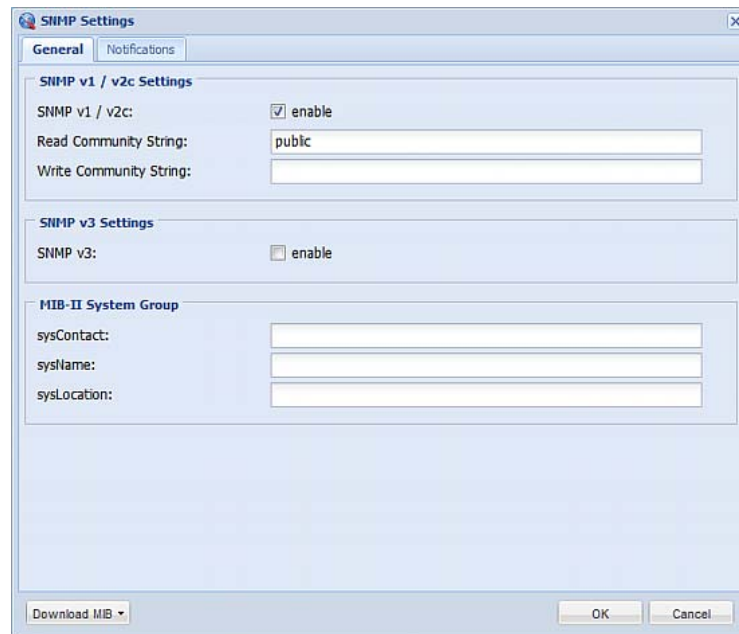 SNMP Settings
General Notifications
SNMP v1 / v2c Settings
SNMP v1 / v2c: enable
Read Community String: public
Write Community String:
SNMP v3 Settings
SNMP v3: enable
MIB-II System Group
sysContact:
sysName:
sysLocation:
Download MIB OK Cancel